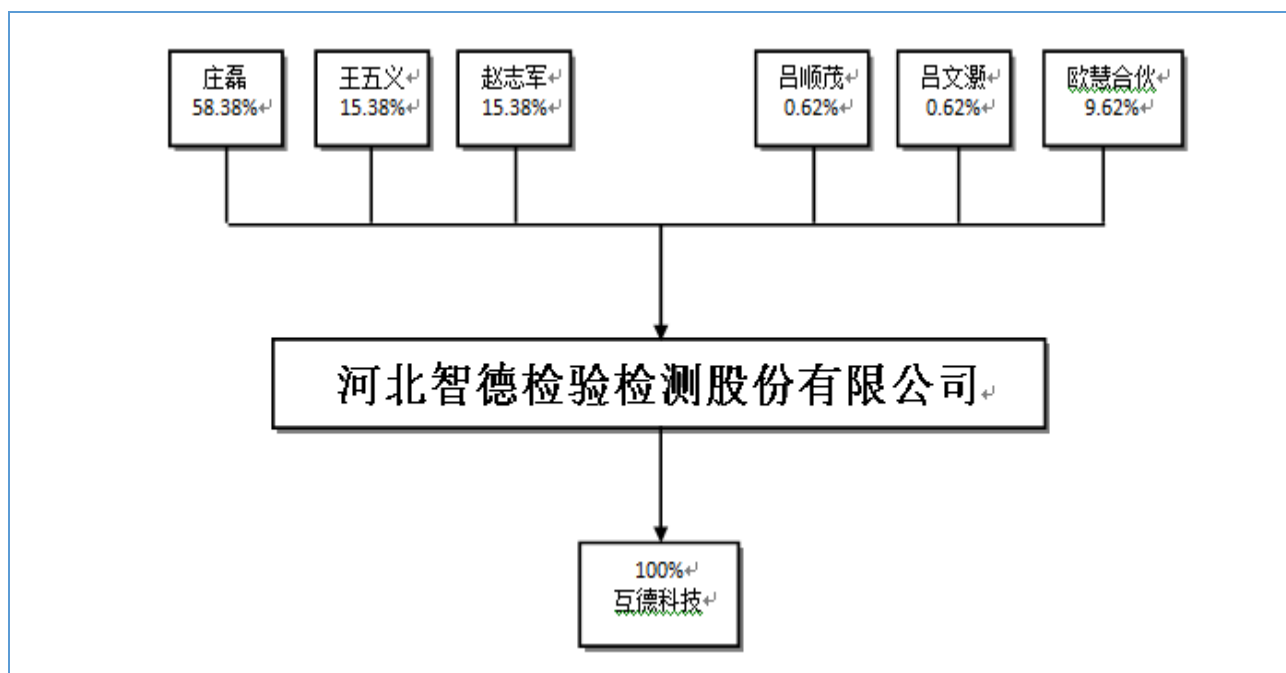 庄磊
58.38%
王五义
15.38%
赵志军
15.38%
吕顺茂
0.62%
吕文灏
0.62%
欧慧合伙
9.62%
河北智德检验检测股份有限公司
100%
互德科技